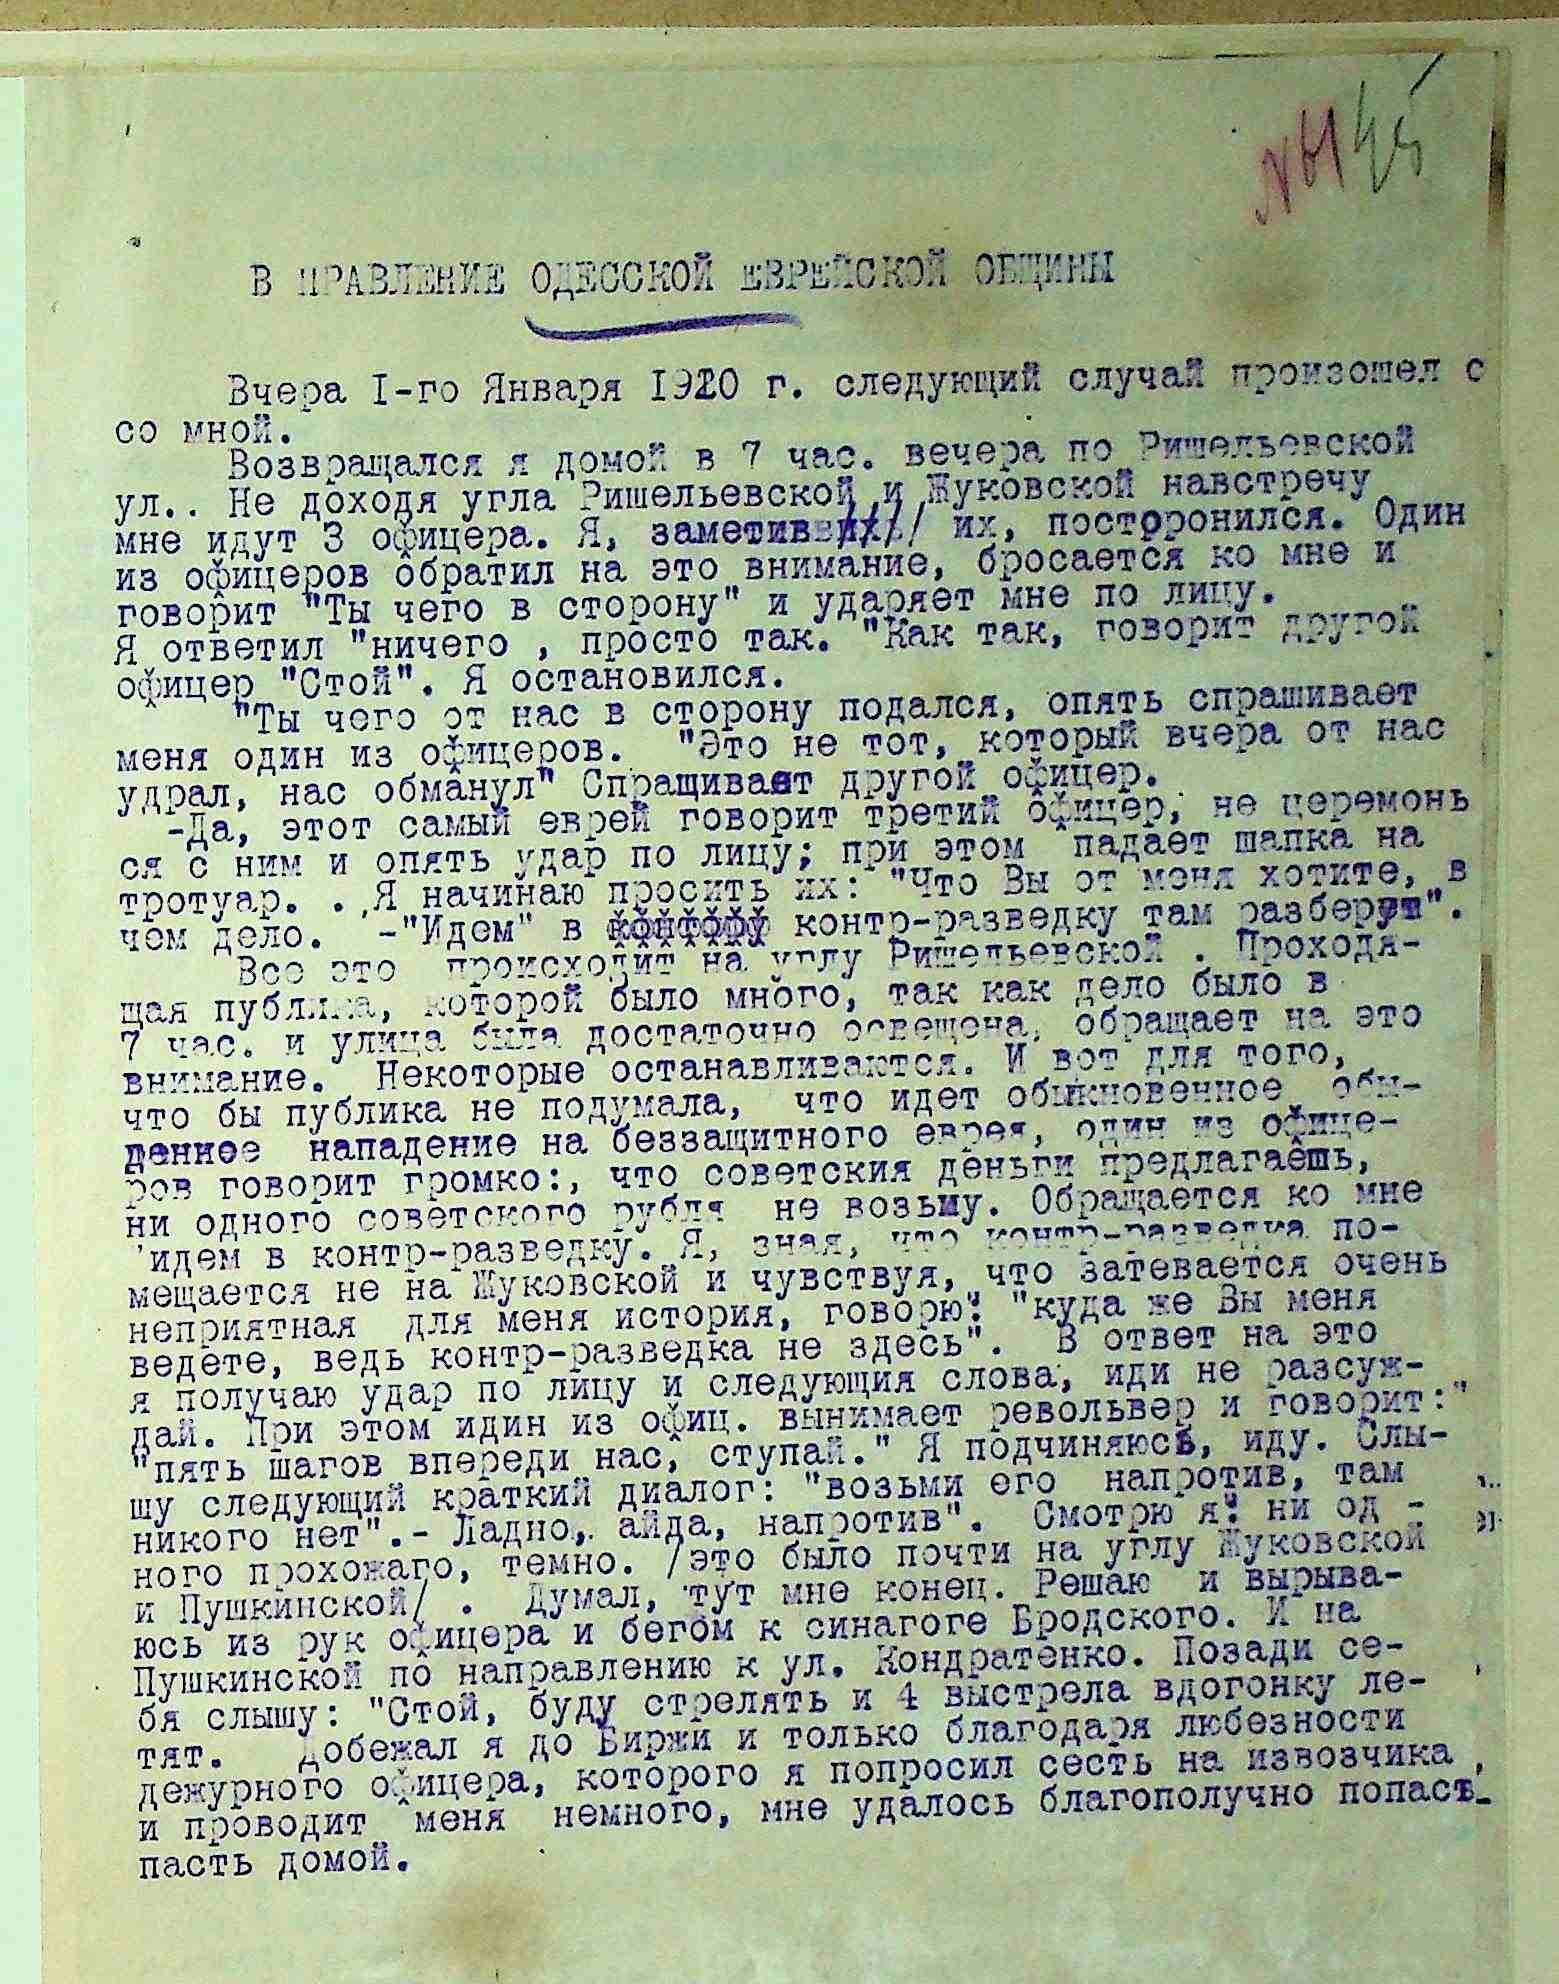 № 61 45
В ПРАВЛЕНИЕ ОДЕССКОЙ ЕВРЕЙСКОЙ ОБЩИНЫ
Вчера I-го Января 1920 г. следующий случай произошел с
со мной.
Возвращался я домой в 7 час. вечера по Ришельевской
ул.. Не доходя угла Ришельевской и Жуковской навстречу
мне идут 3 офицера. Я, заметив их, посторонился. Один
из офицеров обратил на это внимание, бросается ко мне и
говорит "Ты чего в сторону" и ударяет мне по лицу.
Я ответил "ничего , просто так. "Как так, говорит другой
офицер "Стой". Я остановился.
"Ты чего от нас в сторону подался, опять спрашивает
меня один из офицеров. "Это не тот, который вчера от нас
удрал, нас обманул" Спращивает другой офицер.
-Да, этот самый еврей говорит третий офицер, не церемонь
ся с ним и опять удар по лицу; при этом падает шапка на
тротуар. . Я начинаю просить их: "Что Вы от меня хотите, в
чем дело. -"Идем" в контр-разведку там разберут".
Все это происходит на углу Ришельевской . Проходя-
щая публика, которой было много, так как дело было в
7 час. и улица была достаточно освещена, обращает на это
внимание. Некоторые останавливаются. И вот для того,
что бы публика не подумала, что идет обыкновенное обы-
денное нападение на беззащитного еврея, один из офице-
ров говорит громко:, что советския деньги предлагаешь,
ни одного советского рубля не возьму. Обращается ко мне
'идем в контр-разведку. Я, зная, что контр-разведка по-
мещается не на Жуковской и чувствуя, что затевается очень
неприятная для меня история, говорю: "куда же Вы меня
ведете, ведь контр-разведка не здесь". В ответ на это
я получаю удар по лицу и следующия слова, иди не разсуж-
дай. При этом идин из офиц. вынимает револьвер и говорит:"
"пять шагов впереди нас, ступай." Я подчиняюсь, иду. Слы-
шу следующий краткий диалог: "возьми его напротив, там
никого нет".- Ладно,. айда, напротив". Смотрю я: ни од -
ного прохожаго, темно. /это было почти на углу Жуковской
и Пушкинской/ . Думал, тут мне конец. Решаю и вырыва-
юсь из рук офицера и бегом к синагоге Бродского. И на
Пушкинской по направлению к ул. Кондратенко. Позади се-
бя слышу: "Стой, буду стрелять и 4 выстрела вдогонку ле-
тят. Добежал я до Биржи и только благодаря любезности
дежурного офицера, которого я попросил сесть на извозчика ,
и проводит меня немного, мне удалось благополучно попасть-
пасть домой.